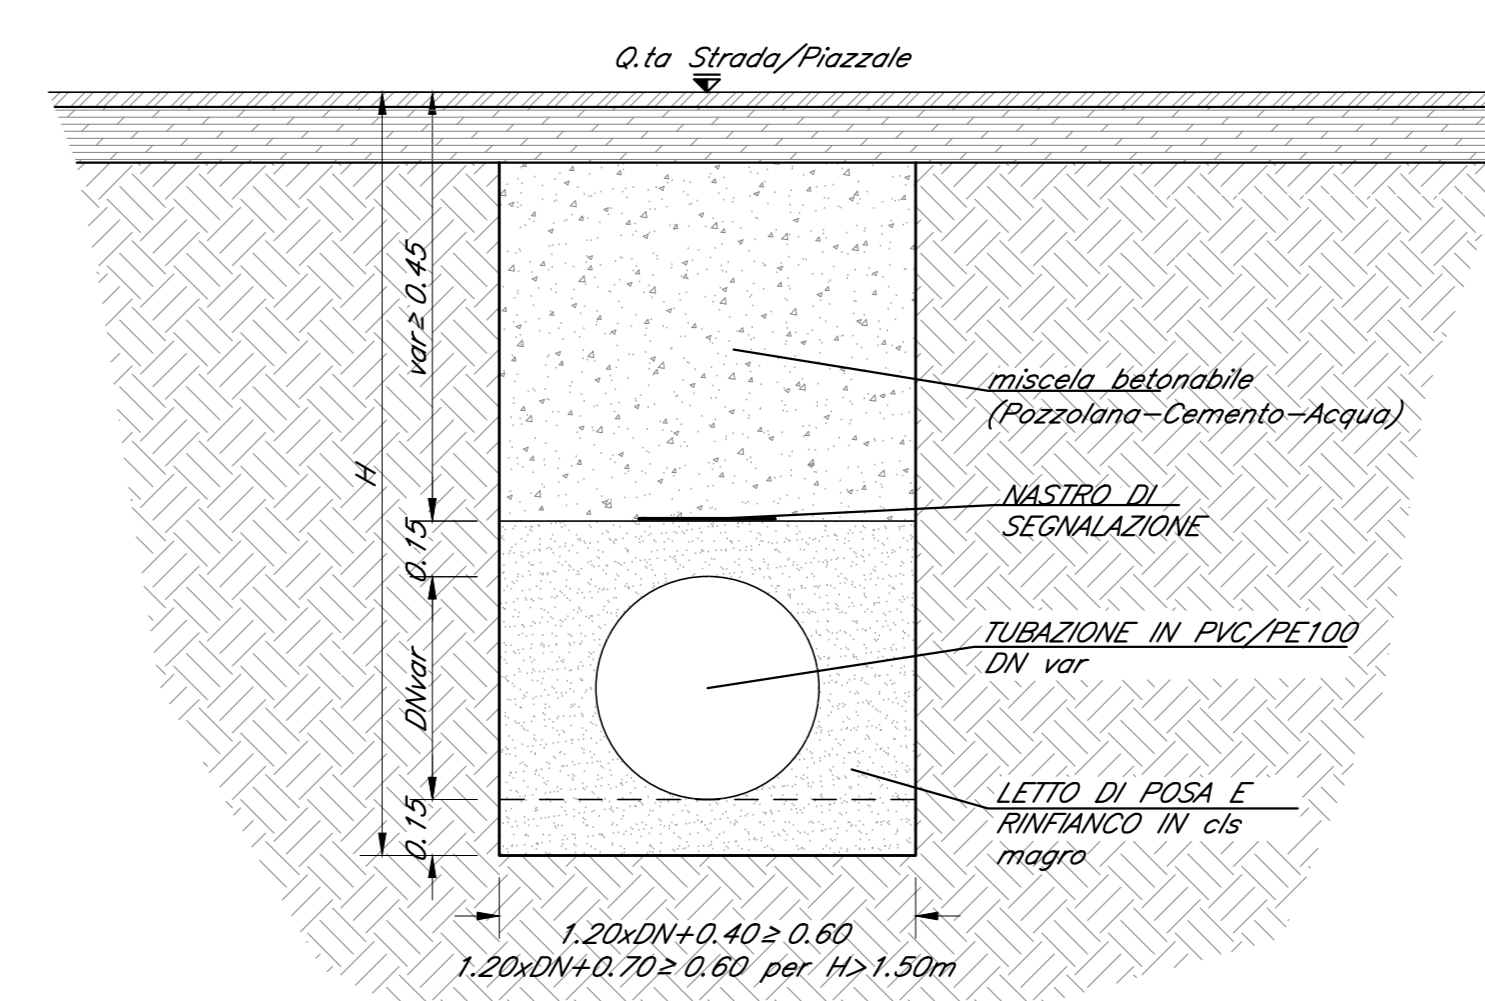 Q.ta Strada/Piazzale
var≥ 0.45
H
0.15
DNvar
0.15
miscela betonabile
(Pozzolana-Cemento-Acqua)
NASTRO DI
SEGNALAZIONE
TUBAZIONE IN PVC/PE100
DN var
LETTO DI POSA E
RINFIANCO IN cls
magro
1.20xDN+0.40≥ 0.60
1.20xDN+0.70≥ 0.60 per H>1.50m